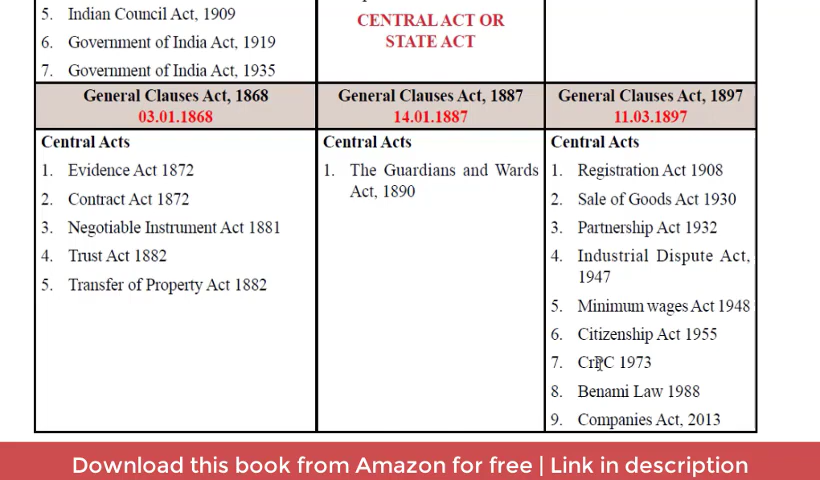 5. Indian Council Act, 1909
6. Government of India Act, 1919
7. Government of India Act, 1935
CENTRAL ACT OR
STATE ACT
General Clauses Act, 1868
03.01.1868
General Clauses Act, 1887
14.01.1887
General Clauses Act, 1897
11.03.1897
Central Acts
1. Evidence Act 1872
2. Contract Act 1872
3. Negotiable Instrument Act 1881
4. Trust Act 1882
5. Transfer of Property Act 1882
Central Acts
1. The Guardians and Wards
Act, 1890
Central Acts
1. Registration Act 1908
2. Sale of Goods Act 1930
3. Partnership Act 1932
4. Industrial Dispute Act,
1947
5. Minimum wages Act 1948
6. Citizenship Act 1955
7. CrPC 1973
8. Benami Law 1988
9. Companies Act, 2013
Download this book from Amazon for free | Link in description